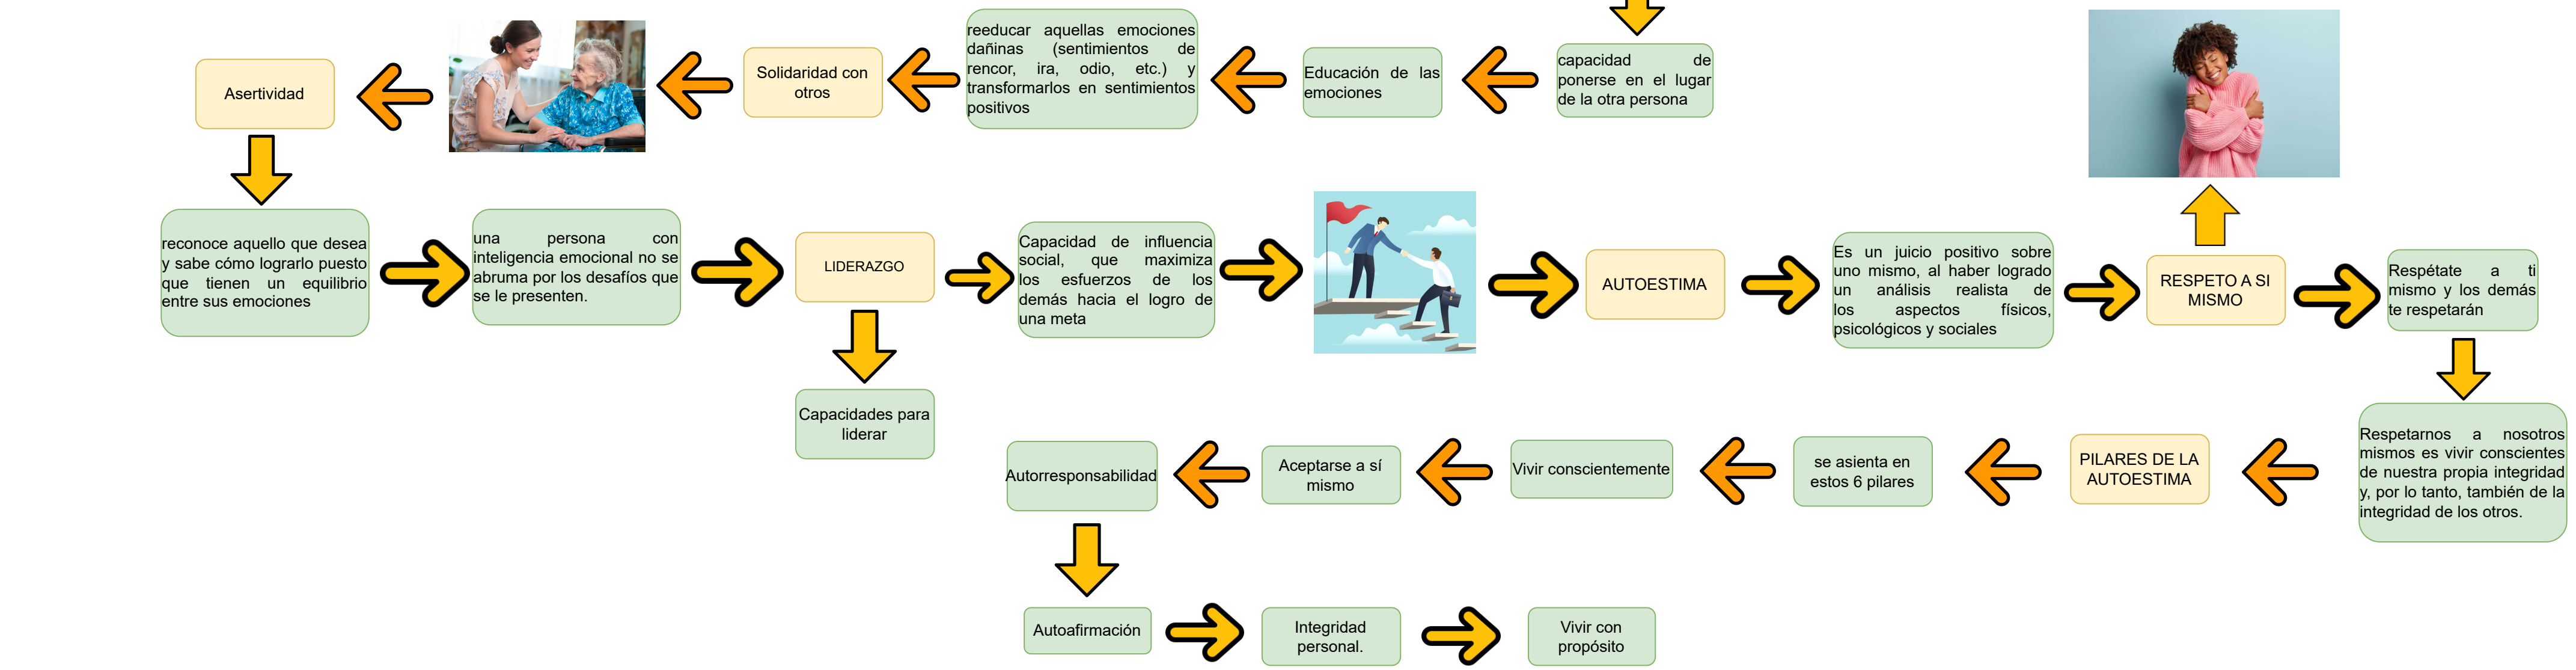 capacidad de
ponerse en el lugar
de la otra persona
Educación de las
emociones
reeducar aquellas emociones
dañinas (sentimientos de
rencor, ira, odio, etc.) y
transformarlos en sentimientos
positivos
Solidaridad con
otros
Asertividad
reconoce aquello que desea
y sabe cómo lograrlo puesto
que tienen un equilibrio
entre sus emociones
una persona con
inteligencia emocional no se
abruma por los desafíos que
se le presenten.
LIDERAZGO
Capacidades para
liderar
Capacidad de influencia
social, que maximiza
los esfuerzos de los
demás hacia el logro de
una meta
AUTOESTIMA
Es un juicio positivo sobre
uno mismo, al haber logrado
un análisis realista de
los aspectos físicos,
psicológicos y sociales
RESPETO A SI
MISMO
Respétate a ti
mismo y los demás
te respetarán
Respetarnos a nosotros
mismos es vivir conscientes
de nuestra propia integridad
y, por lo tanto, también de la
integridad de los otros.
PILARES DE LA
AUTOESTIMA
se asienta en
estos 6 pilares
Vivir conscientemente
Aceptarse a sí
mismo
Autorresponsabilidad
Autoafirmación
Integridad
personal.
Vivir con
propósito